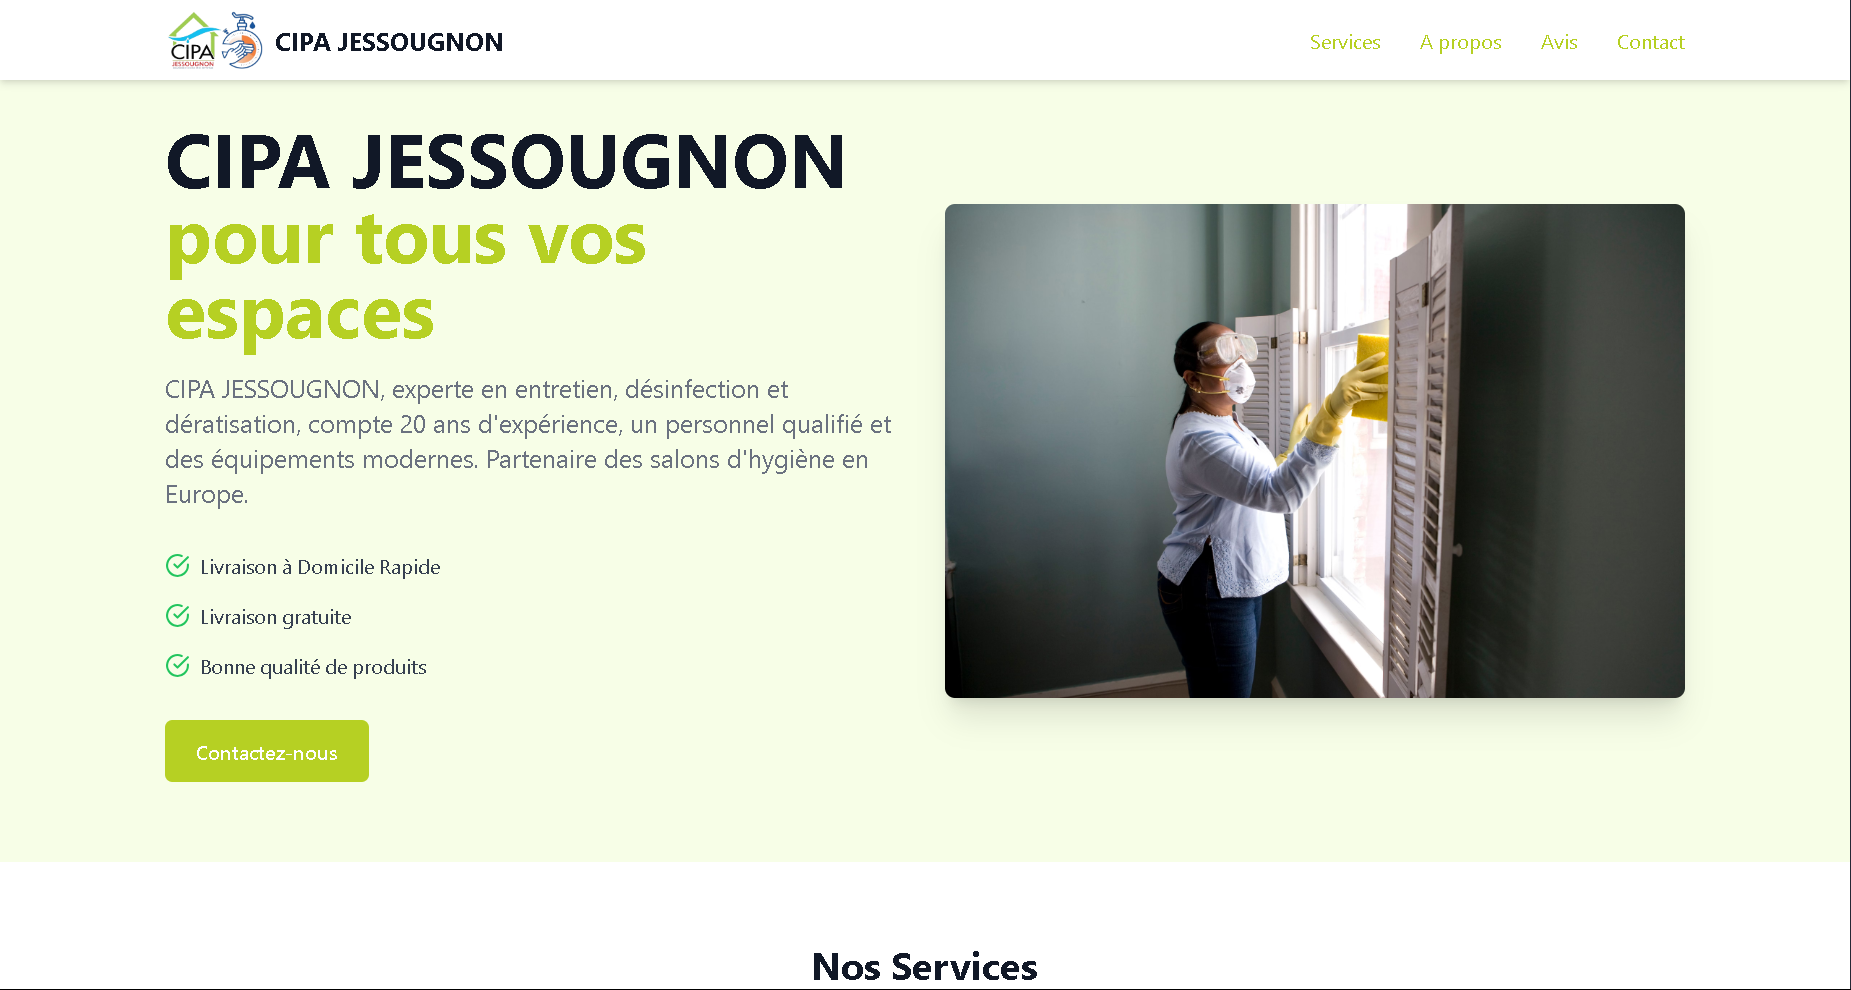 CIPA
JESSOUGNON
CIPA JESSOUGNON
Services
A propos
Avis
Contact
CIPA JESSOUGNON
pour tous vos
espaces
CIPA JESSOUGNON, experte en entretien, désinfection et
dératisation, compte 20 ans d'expérience, un personnel qualifié et
des équipements modernes. Partenaire des salons d'hygiène en
Europe.
Livraison à Domicile Rapide
Livraison gratuite
Bonne qualité de produits
Contactez-nous
Nos Services